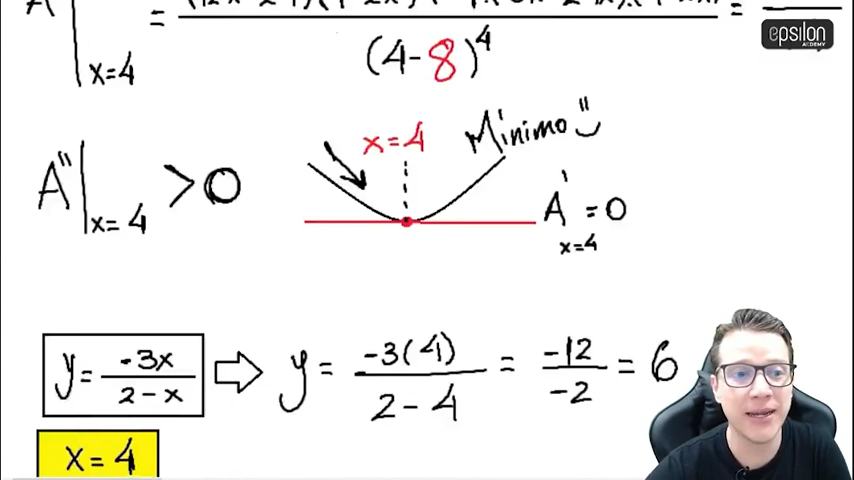 epsilon
ACADEMY
x=4
=
(4-8)^4
=
x=4
Mínimo"
A"|x=4 > 0
A' = 0
x=4
y = -3x / 2-x
y = -3(4) / 2-4 = -12 / -2 = 6
x = 4